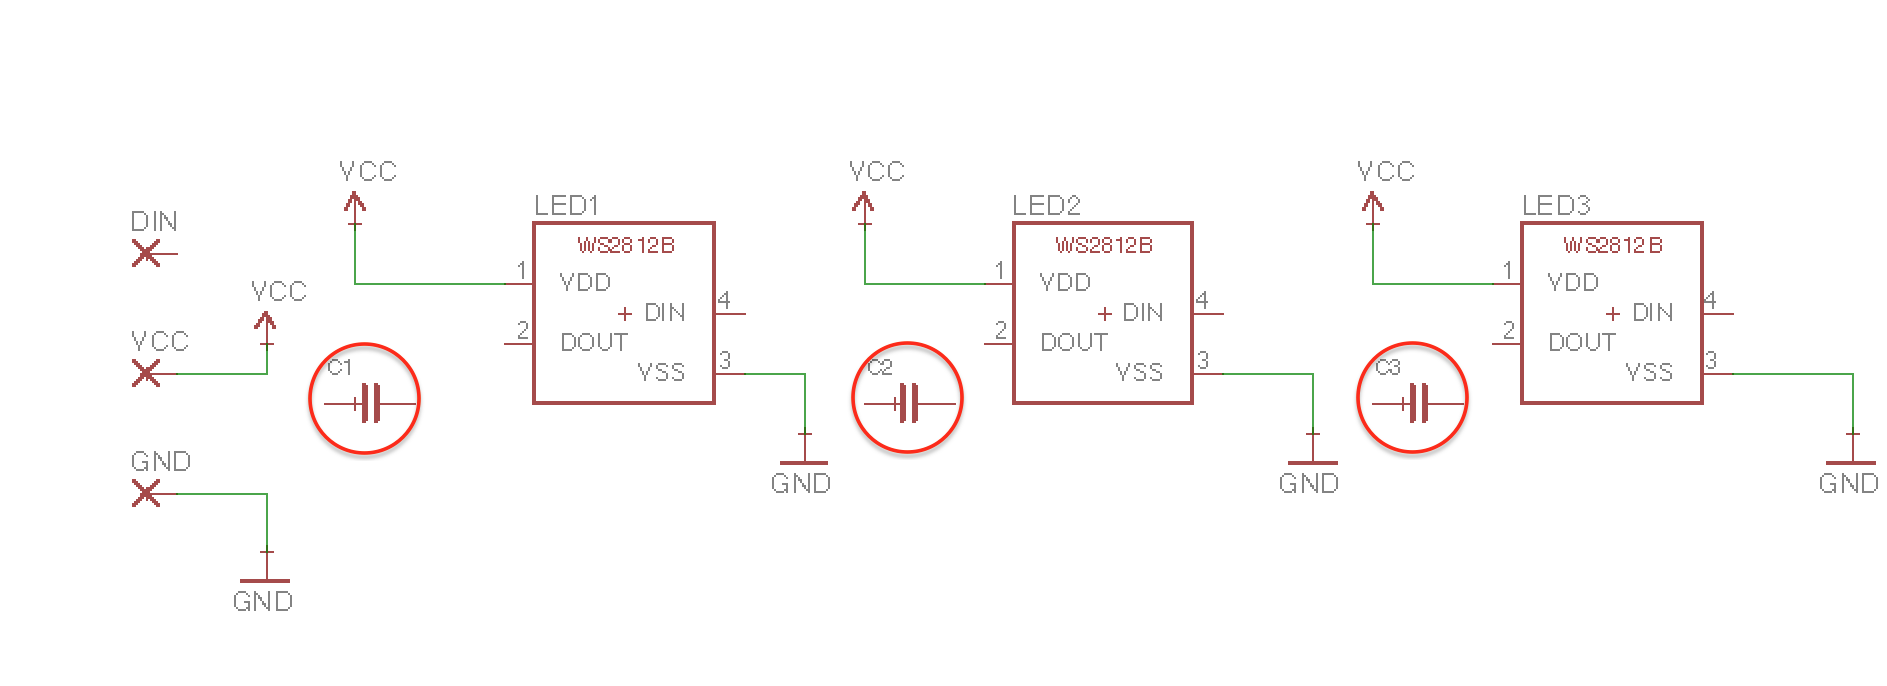 VCC
VCC
VCC
LED1
LED2
LED3
DIN
WS2812B
WS2812B
WS2812B
1
VDD
1
VDD
1
VDD
VCC
4
DIN
4
DIN
4
DIN
VCC
2
DOUT
2
DOUT
2
DOUT
C1
3
VSS
C2
3
VSS
C3
3
VSS
GND
GND
GND
GND
GND